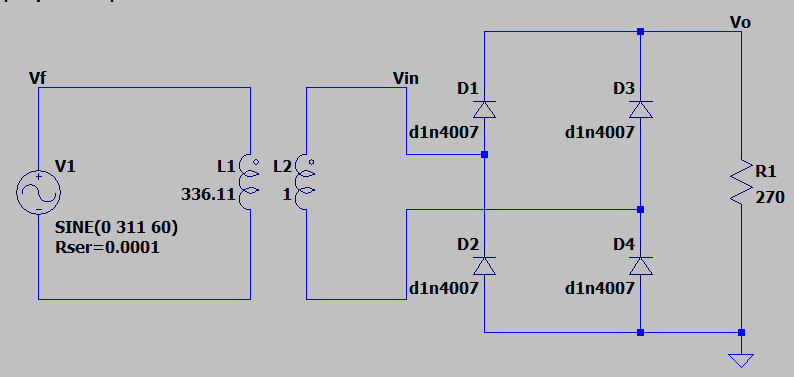 Vo
Vf
Vin
D1
D3
d1n4007
d1n4007
V1
L1
L2
R1
336.11
1
270
SINE(0 311 60)
Rser=0.0001
D2
D4
d1n4007
d1n4007